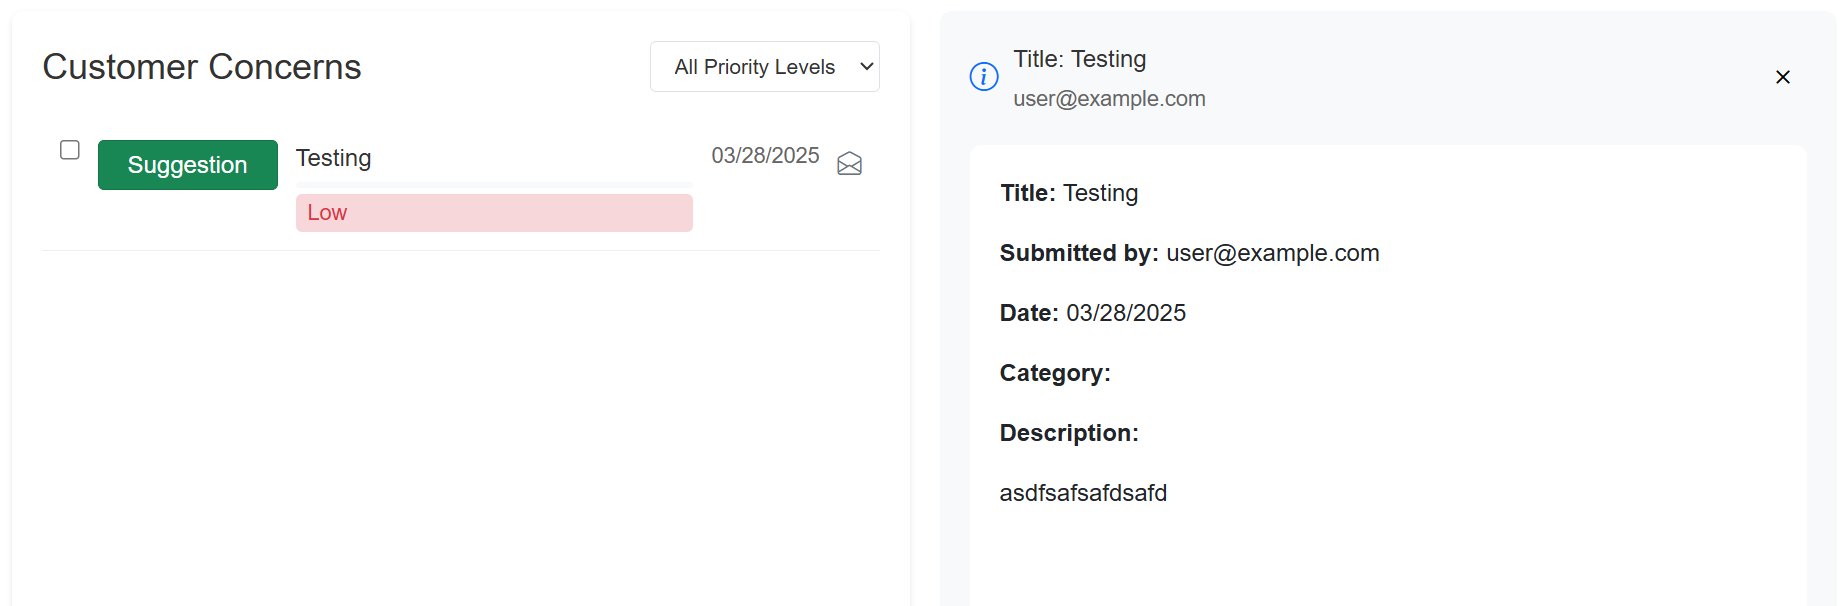 Customer Concerns
All Priority Levels
Suggestion
Testing
03/28/2025
Low
Title: Testing
user@example.com
Title: Testing
Submitted by: user@example.com
Date: 03/28/2025
Category:
Description:
asdfsafsafdsafd